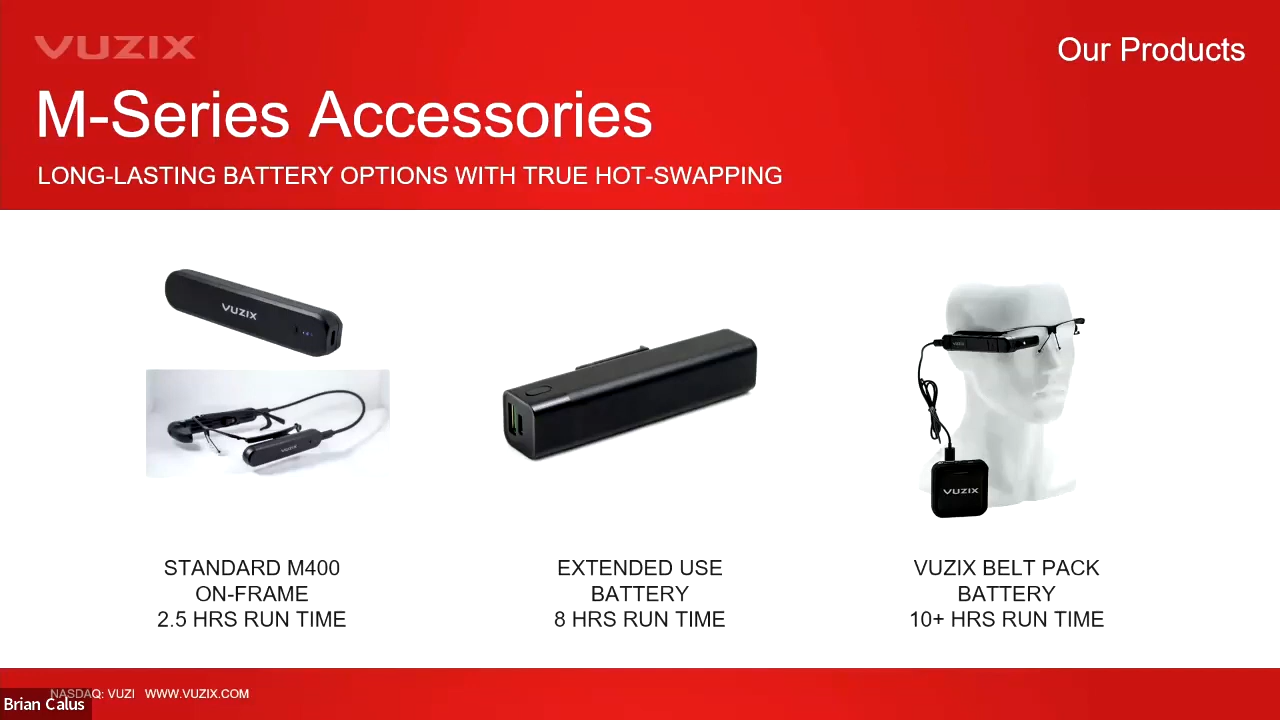 VUZIX
Our Products
M-Series Accessories
LONG-LASTING BATTERY OPTIONS WITH TRUE HOT-SWAPPING
VUZIX
VUZIX
VUZIX
VUZIX
STANDARD M400
ON-FRAME
2.5 HRS RUN TIME
EXTENDED USE
BATTERY
8 HRS RUN TIME
VUZIX BELT PACK
BATTERY
10+ HRS RUN TIME
NASDAQ: VUZI WWW.VUZIX.COM
Brian Calus